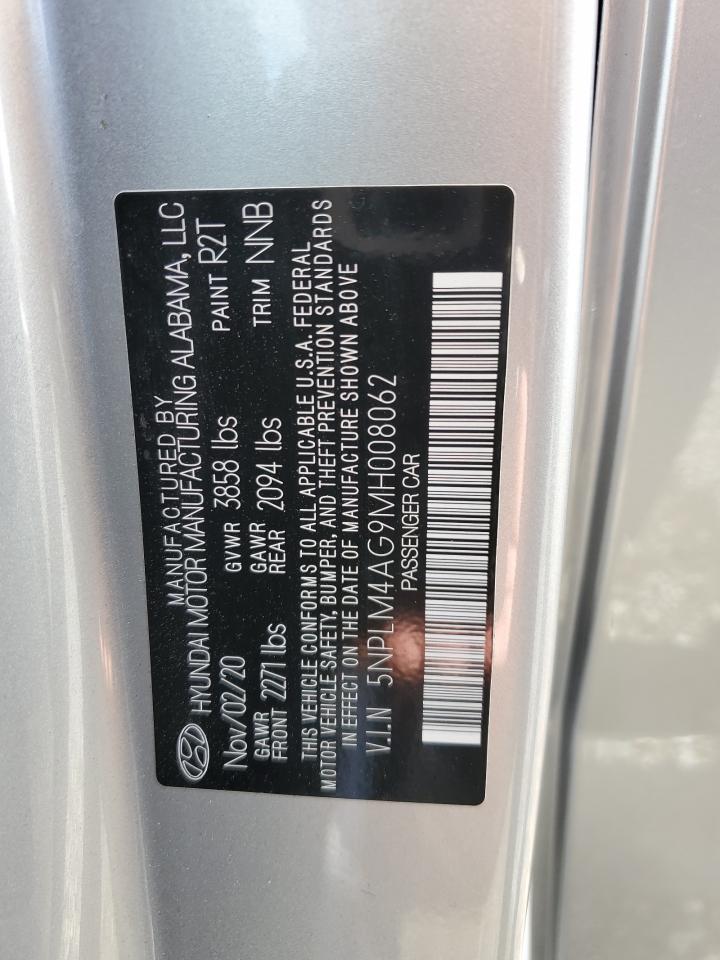 MANUFACTURED BY
HYUNDAI MOTOR MANUFACTURING ALABAMA, LLC
Nov/02/20 GVWR 3858 lbs PAINT R2T
GAWR FRONT 2271 lbs GAWR REAR 2094 lbs TRIM NNB
THIS VEHICLE CONFORMS TO ALL APPLICABLE U.S.A. FEDERAL
MOTOR VEHICLE SAFETY, BUMPER, AND THEFT PREVENTION STANDARDS
IN EFFECT ON THE DATE OF MANUFACTURE SHOWN ABOVE
V.I.N 5NPLM4AG9MH008062
PASSENGER CAR